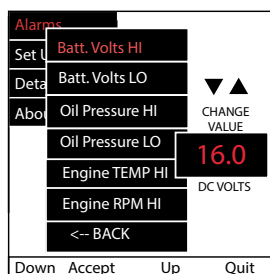 Alarms
Set U
Deta
Abou
Batt. Volts HI
Batt. Volts LO
Oil Pressure HI
Oil Pressure LO
Engine TEMP HI
Engine RPM HI
<-- BACK
CHANGE
VALUE
16.0
DC VOLTS
Down Accept Up Quit